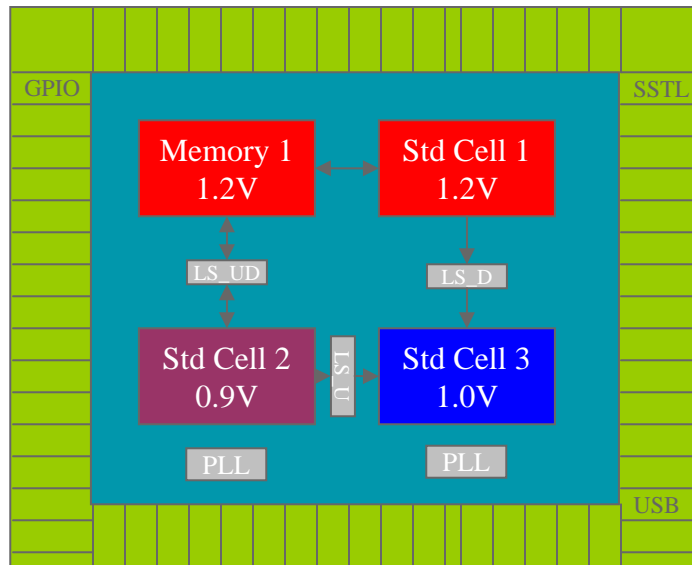 GPIO
SSTL
Memory 1
1.2V
Std Cell 1
1.2V
LS_UD
LS_D
Std Cell 2
0.9V
LS_U
Std Cell 3
1.0V
PLL
PLL
USB